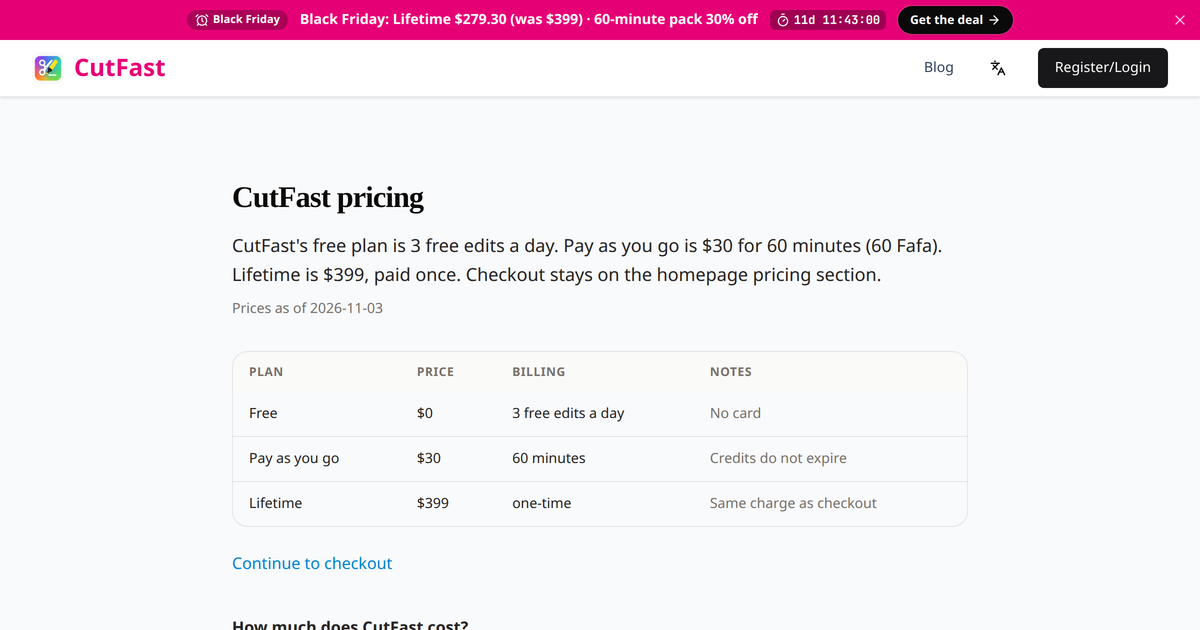 Black Friday
Black Friday: Lifetime $279.30 (was $399) · 60-minute pack 30% off
11d 11:43:00
Get the deal →
CutFast
Blog
Register/Login
CutFast pricing
CutFast's free plan is 3 free edits a day. Pay as you go is $30 for 60 minutes (60 Fafa).
Lifetime is $399, paid once. Checkout stays on the homepage pricing section.
Prices as of 2026-11-03
PLAN PRICE BILLING NOTES
Free $0 3 free edits a day No card
Pay as you go $30 60 minutes Credits do not expire
Lifetime $399 one-time Same charge as checkout
Continue to checkout
How much does CutFast cost?